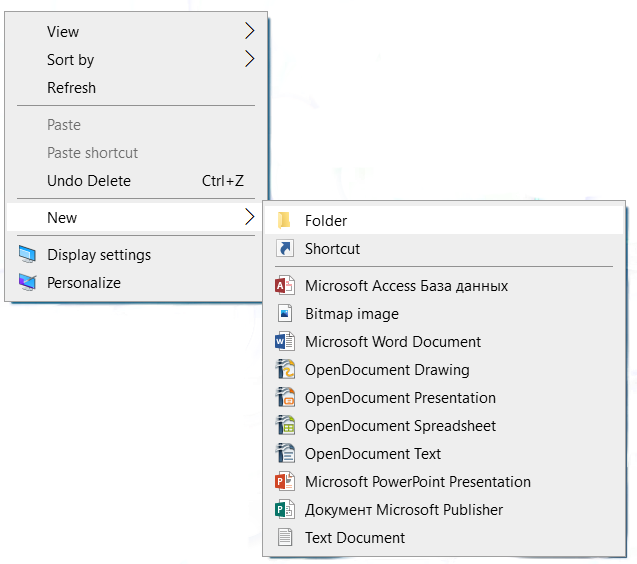 View
Sort by
Refresh
Paste
Paste shortcut
Undo Delete Ctrl+Z
New
Display settings
Personalize
Folder
Shortcut
Microsoft Access База данных
Bitmap image
Microsoft Word Document
OpenDocument Drawing
OpenDocument Presentation
OpenDocument Spreadsheet
OpenDocument Text
Microsoft PowerPoint Presentation
Документ Microsoft Publisher
Text Document